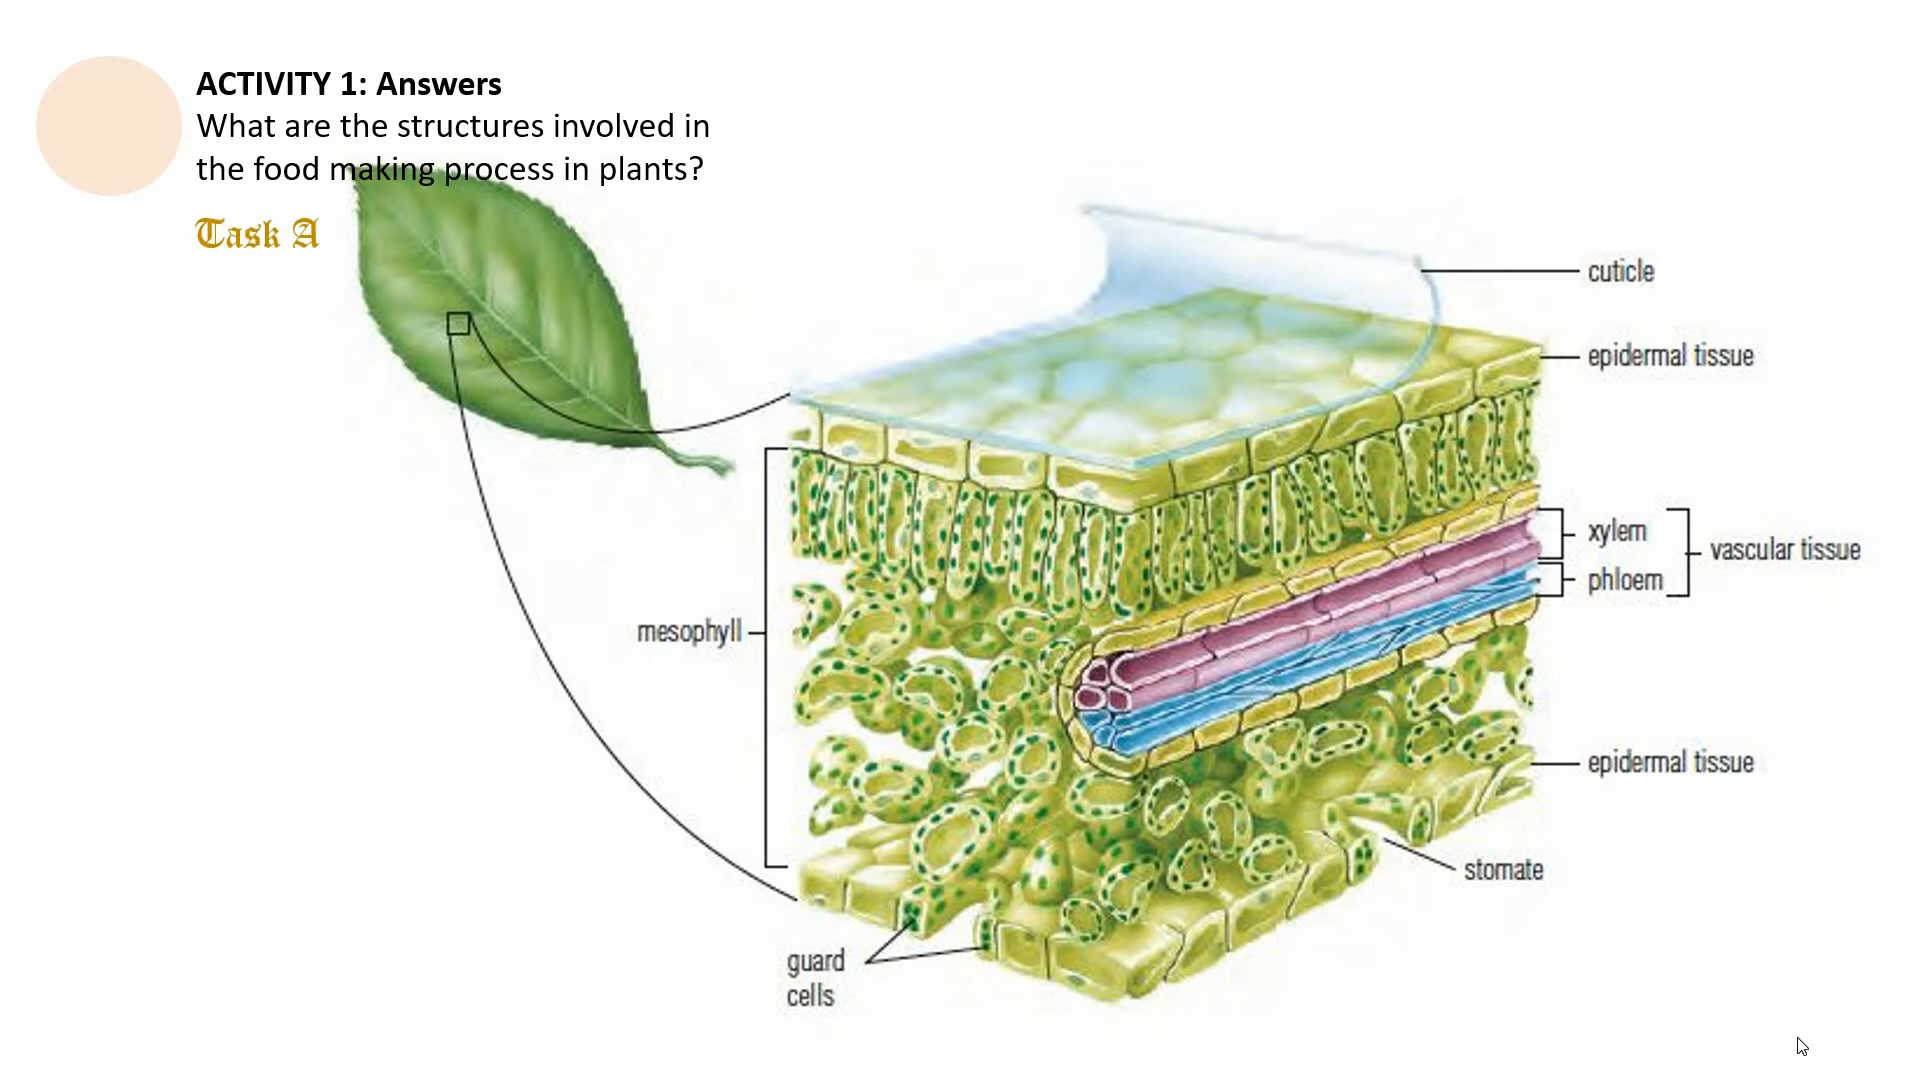 ACTIVITY 1: Answers
What are the structures involved in
the food making process in plants?
Task A
cuticle
epidermal tissue
xylem
phloem
vascular tissue
mesophyll
epidermal tissue
stomate
guard
cells